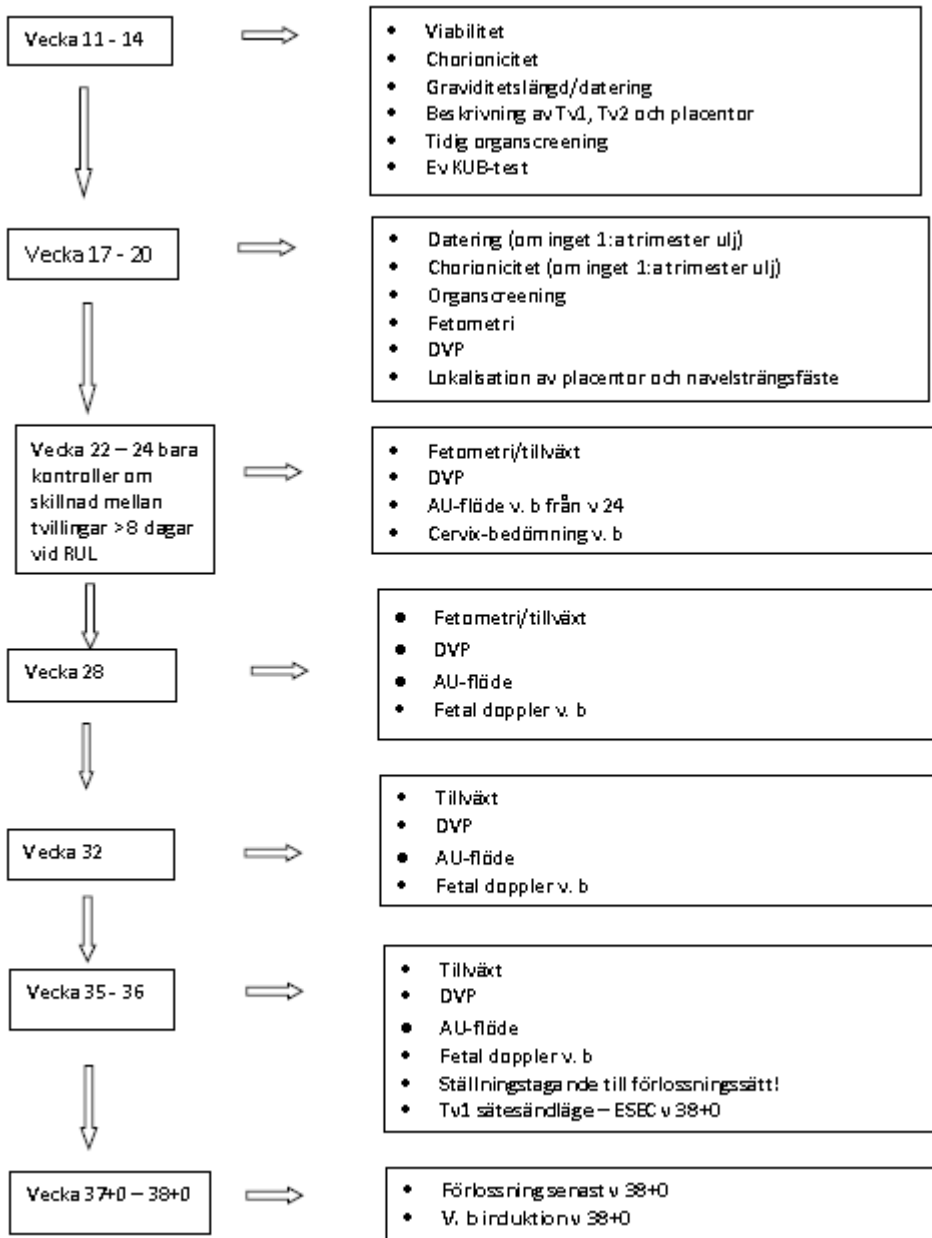 Vecka 11 - 14
• Viabilitet
• Chorionicitet
• Graviditetslängd/datering
• Beskrivning av Tv1, Tv2 och placentor
• Tidig organscreening
• Ev KUB-test
Vecka 17 - 20
• Datering (om inget 1:a trimester ulj)
• Chorionicitet (om inget 1:a trimester ulj)
• Organscreening
• Fetometri
• DVP
• Lokalisation av placentor och navelsträngsfäste
Vecka 22 – 24 bara
kontroller om
skillnad mellan
tvillingar >8 dagar
vid RUL
• Fetometri/tillväxt
• DVP
• AU-flöde v. b från v 24
• Cervix-bedömning v. b
Vecka 28
• Fetometri/tillväxt
• DVP
• AU-flöde
• Fetal doppler v. b
Vecka 32
• Tillväxt
• DVP
• AU-flöde
• Fetal doppler v. b
Vecka 35 - 36
• Tillväxt
• DVP
• AU-flöde
• Fetal doppler v. b
• Ställningstagande till förlossningssätt!
• Tv1 sätesändläge – ESEC v 38+0
Vecka 37+0 – 38+0
• Förlossning senast v 38+0
• V. b induktion v 38+0